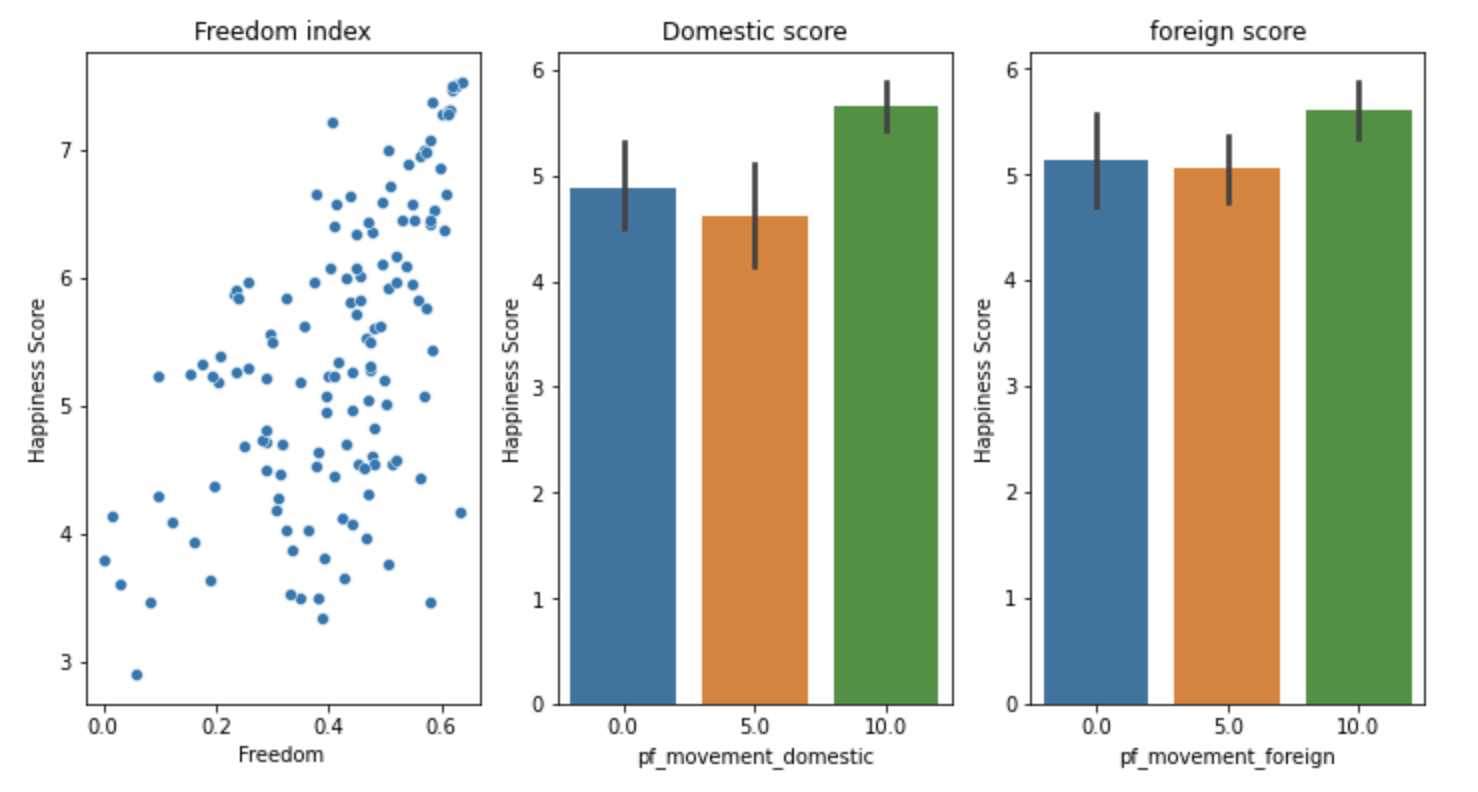 Freedom index
Domestic score
foreign score
Happiness Score
7
6
5
4
3
0.0 0.2 0.4 0.6
Freedom
Happiness Score
6
5
4
3
2
1
0
0.0 5.0 10.0
pf_movement_domestic
Happiness Score
6
5
4
3
2
1
0
0.0 5.0 10.0
pf_movement_foreign